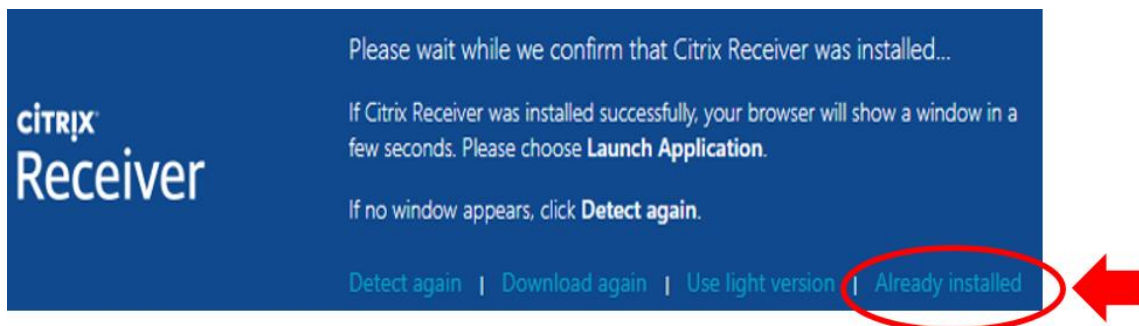 Please wait while we confirm that Citrix Receiver was installed...
CİTRIX
Receiver
If Citrix Receiver was installed successfully, your browser will show a window in a
few seconds. Please choose Launch Application.
If no window appears, click Detect again.
Detect again | Download again | Use light version | Already installed